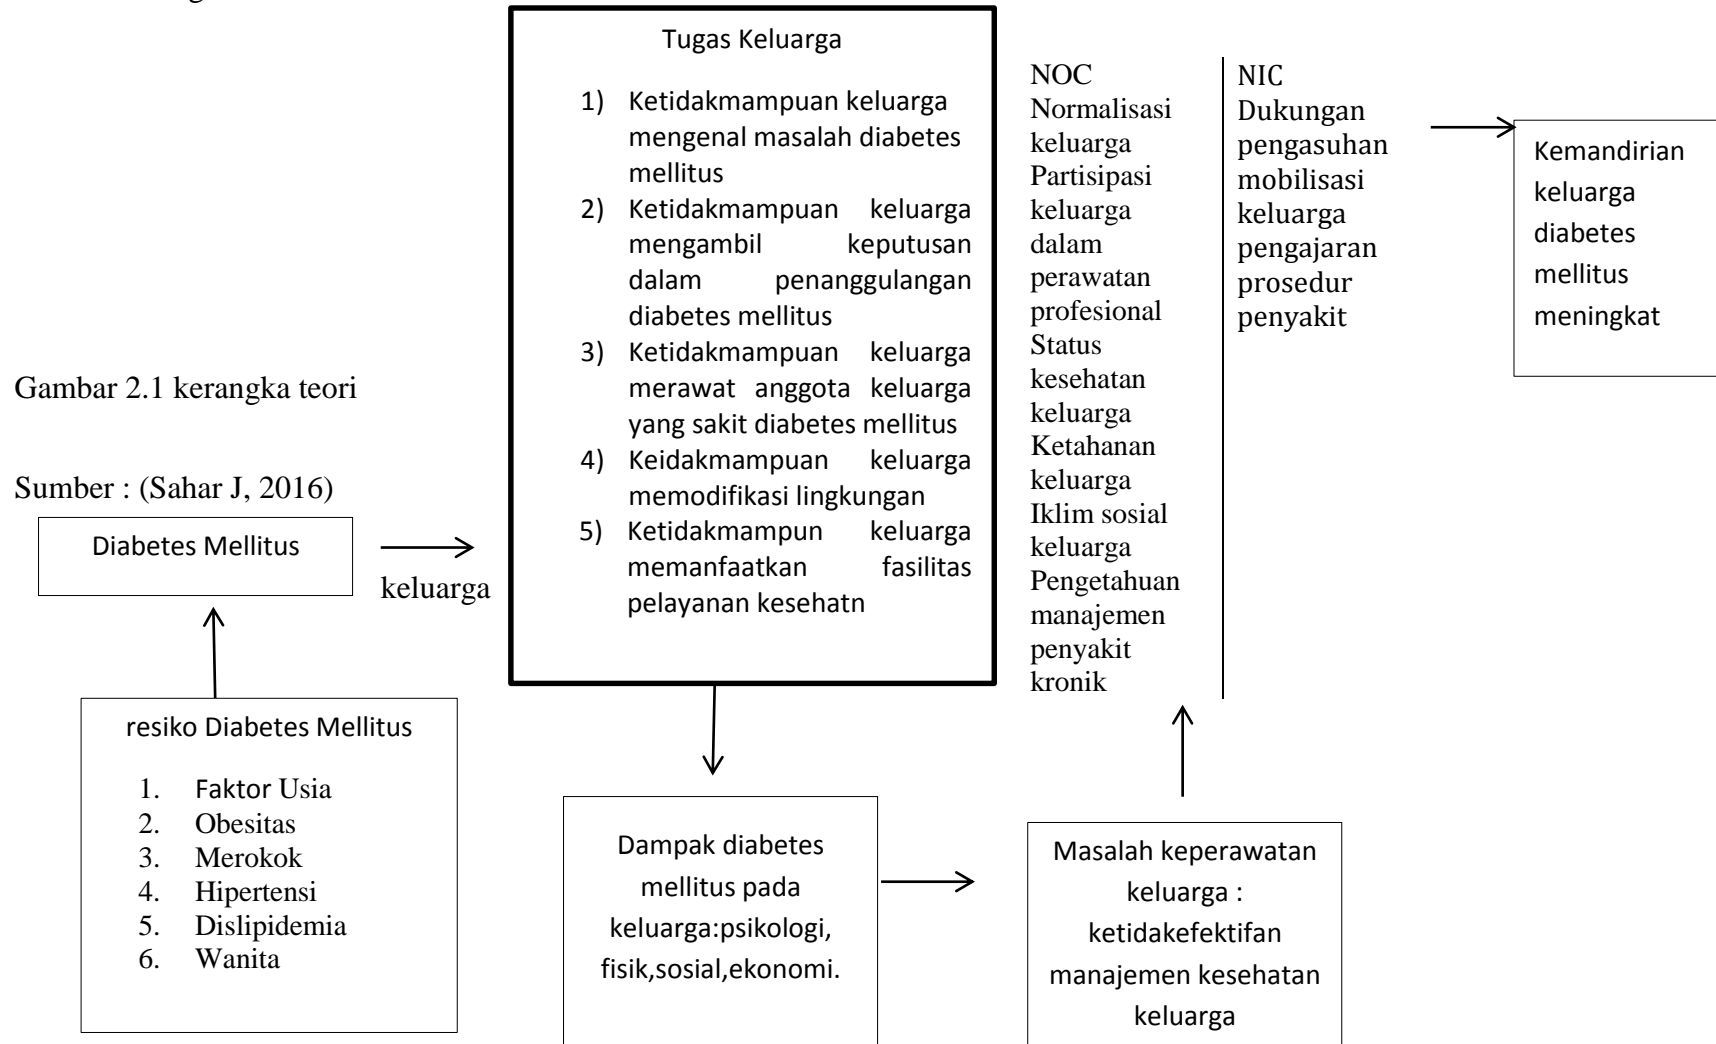 Tugas Keluarga
1) Ketidakmampuan keluarga
mengenal masalah diabetes
mellitus
2) Ketidakmampuan keluarga
mengambil keputusan
dalam penanggulangan
diabetes mellitus
3) Ketidakmampuan keluarga
merawat anggota keluarga
yang sakit diabetes mellitus
4) Keidakmampuan keluarga
memodifikasi lingkungan
5) Ketidakmampun keluarga
memanfaatkan fasilitas
pelayanan kesehatn
NOC
Normalisasi
keluarga
Partisipasi
keluarga
dalam
perawatan
profesional
Status
kesehatan
keluarga
Ketahanan
keluarga
Iklim sosial
keluarga
Pengetahuan
manajemen
penyakit
kronik
NIC
Dukungan
pengasuhan
mobilisasi
keluarga
pengajaran
prosedur
penyakit
Kemandirian
keluarga
diabetes
mellitus
meningkat
Gambar 2.1 kerangka teori
Sumber : (Sahar J, 2016)
Diabetes Mellitus
keluarga
resiko Diabetes Mellitus
1. Faktor Usia
2. Obesitas
3. Merokok
4. Hipertensi
5. Dislipidemia
6. Wanita
Dampak diabetes
mellitus pada
keluarga:psikologi,
fisik,sosial,ekonomi.
Masalah keperawatan
keluarga :
ketidakefektifan
manajemen kesehatan
keluarga